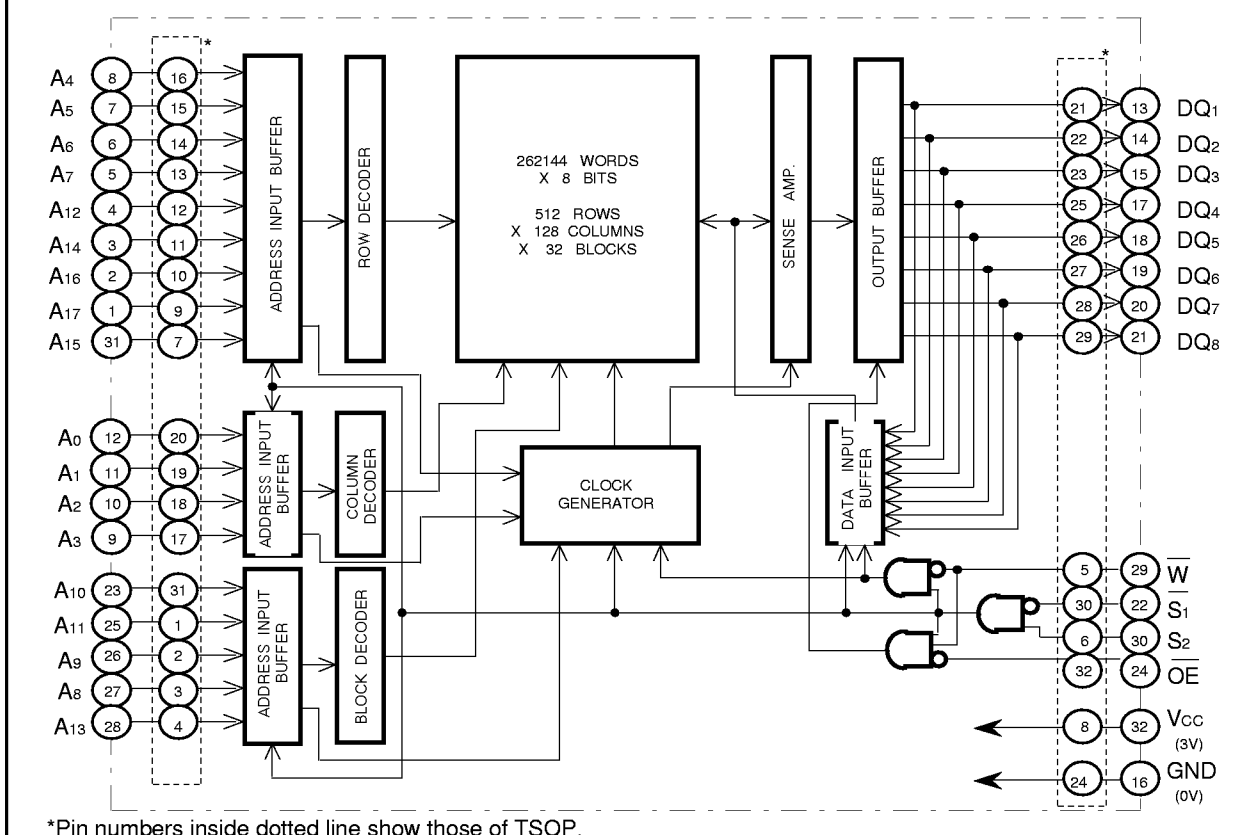 *
*
A4 8 16
A5 7 15
A6 6 14
A7 5 13
A12 4 12
A14 3 11
A16 2 10
A17 1 9
A15 31 7
ADDRESS INPUT BUFFER
ROW DECODER
262144 WORDS
X 8 BITS
512 ROWS
X 128 COLUMNS
X 32 BLOCKS
SENSE AMP.
OUTPUT BUFFER
21 13 DQ1
22 14 DQ2
23 15 DQ3
25 17 DQ4
26 18 DQ5
27 19 DQ6
28 20 DQ7
29 21 DQ8
A0 12 20
A1 11 19
A2 10 18
A3 9 17
ADDRESS INPUT
BUFFER
COLUMN
DECODER
CLOCK
GENERATOR
DATA INPUT
BUFFER
A10 23 31
A11 25 1
A9 26 2
A8 27 3
A13 28 4
ADDRESS INPUT
BUFFER
BLOCK DECODER
5 29 W̅
30 22 S̅1
6 30 S2
32 24 O̅E̅
8 32 VCC
(3V)
24 16 GND
(0V)
*Pin numbers inside dotted line show those of TSOP.